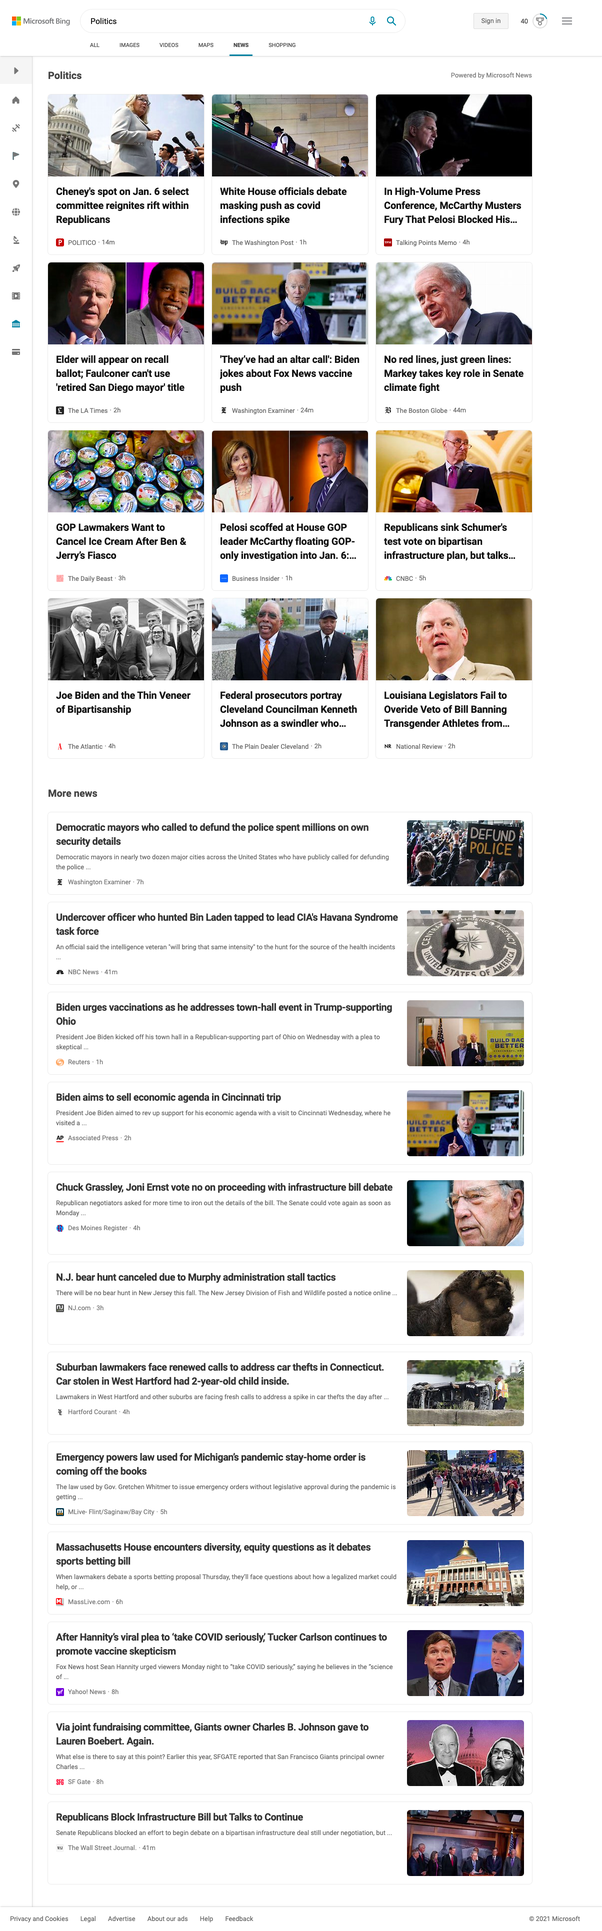 Microsoft Bing
Politics
Sign in
40
ALL
IMAGES
VIDEOS
MAPS
NEWS
SHOPPING
Politics
Powered by Microsoft News
Cheney's spot on Jan. 6 select
committee reignites rift within
Republicans
POLITICO · 14m
White House officials debate
masking push as covid
infections spike
The Washington Post · 1h
In High-Volume Press
Conference, McCarthy Musters
Fury That Pelosi Blocked His...
Talking Points Memo · 4h
Elder will appear on recall
ballot; Faulconer can't use
'retired San Diego mayor' title
The LA Times · 2h
BUILD BACK
BETTER
'They've had an altar call': Biden
jokes about Fox News vaccine
push
Washington Examiner · 24m
No red lines, just green lines:
Markey takes key role in Senate
climate fight
The Boston Globe · 44m
GOP Lawmakers Want to
Cancel Ice Cream After Ben &
Jerry's Fiasco
The Daily Beast · 3h
Pelosi scoffed at House GOP
leader McCarthy floating GOP-
only investigation into Jan. 6:...
Business Insider · 1h
Republicans sink Schumer's
test vote on bipartisan
infrastructure plan, but talks...
CNBC · 5h
Joe Biden and the Thin Veneer
of Bipartisanship
The Atlantic · 4h
Federal prosecutors portray
Cleveland Councilman Kenneth
Johnson as a swindler who...
The Plain Dealer Cleveland · 2h
Louisiana Legislators Fail to
Overide Veto of Bill Banning
Transgender Athletes from...
NR National Review · 2h
More news
Democratic mayors who called to defund the police spent millions on own
security details
Democratic mayors in nearly two dozen major cities across the United States who have publicly called for defunding
the police ...
Washington Examiner · 7h
DEFUND
POLICE
Undercover officer who hunted Bin Laden tapped to lead CIA's Havana Syndrome
task force
An official said the intelligence veteran "will bring that same intensity" to the hunt for the source of the health incidents
...
NBC News · 41m
UNITED STATES OF AMERICA
Biden urges vaccinations as he addresses town-hall event in Trump-supporting
Ohio
President Joe Biden kicked off his town hall in a Republican-supporting part of Ohio on Wednesday with a plea to
skeptical ...
Reuters · 1h
BUILD BAC
BETTER
Biden aims to sell economic agenda in Cincinnati trip
President Joe Biden aimed to rev up support for his economic agenda with a visit to Cincinnati Wednesday, where he
visited a ...
AP Associated Press · 2h
BACK
BETTER
Chuck Grassley, Joni Ernst vote no on proceeding with infrastructure bill debate
Republican negotiators asked for more time to iron out the details of the bill. The Senate could vote again as soon as
Monday ...
Des Moines Register · 4h
N.J. bear hunt canceled due to Murphy administration stall tactics
There will be no bear hunt in New Jersey this fall. The New Jersey Division of Fish and Wildlife posted a notice online ...
NJ.com · 3h
Suburban lawmakers face renewed calls to address car thefts in Connecticut.
Car stolen in West Hartford had 2-year-old child inside.
Lawmakers in West Hartford and other suburbs are facing fresh calls to address a spike in car thefts the day after ...
Hartford Courant · 4h
Emergency powers law used for Michigan's pandemic stay-home order is
coming off the books
The law used by Gov. Gretchen Whitmer to issue emergency orders without legislative approval during the pandemic is
getting ...
MLive- Flint/Saginaw/Bay City · 5h
Massachusetts House encounters diversity, equity questions as it debates
sports betting bill
When lawmakers debate a sports betting proposal Thursday, they'll face questions about how a legalized market could
help, or ...
MassLive.com · 6h
After Hannity's viral plea to 'take COVID seriously,' Tucker Carlson continues to
promote vaccine skepticism
Fox News host Sean Hannity urged viewers Monday night to "take COVID seriously," saying he believes in the "science
of ...
Yahoo! News · 8h
Via joint fundraising committee, Giants owner Charles B. Johnson gave to
Lauren Boebert. Again.
What else is there to say at this point? Earlier this year, SFGATE reported that San Francisco Giants principal owner
Charles ...
SF Gate · 8h
Republicans Block Infrastructure Bill but Talks to Continue
Senate Republicans blocked an effort to begin debate on a bipartisan infrastructure deal still under negotiation, but ...
The Wall Street Journal. · 41m
Privacy and Cookies
Legal
Advertise
About our ads
Help
Feedback
© 2021 Microsoft